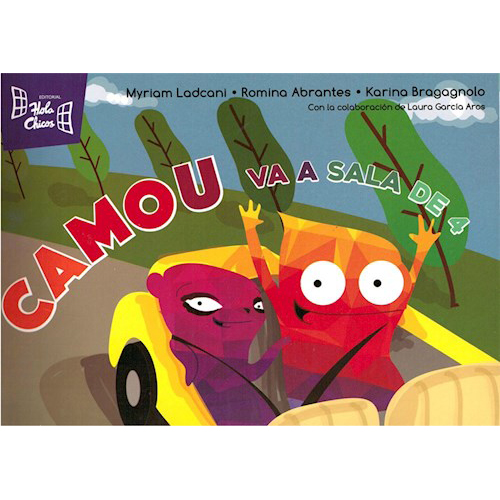 EDITORIAL
Hola
Chicos
Myriam Ladcani • Romina Abrantes • Karina Bragagnolo
Con la colaboración de Laura García Aros
CAMOU VA A SALA DE 4